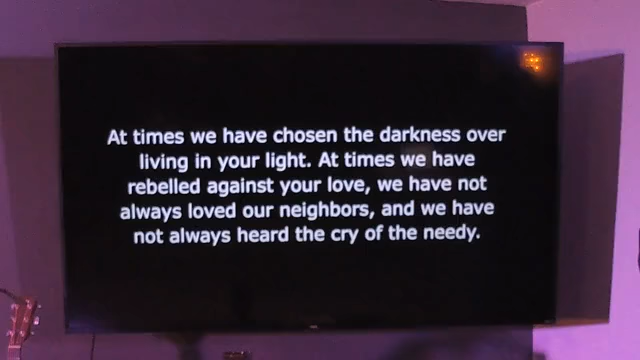 At times we have chosen the darkness over
living in your light. At times we have
rebelled against your love, we have not
always loved our neighbors, and we have
not always heard the cry of the needy.